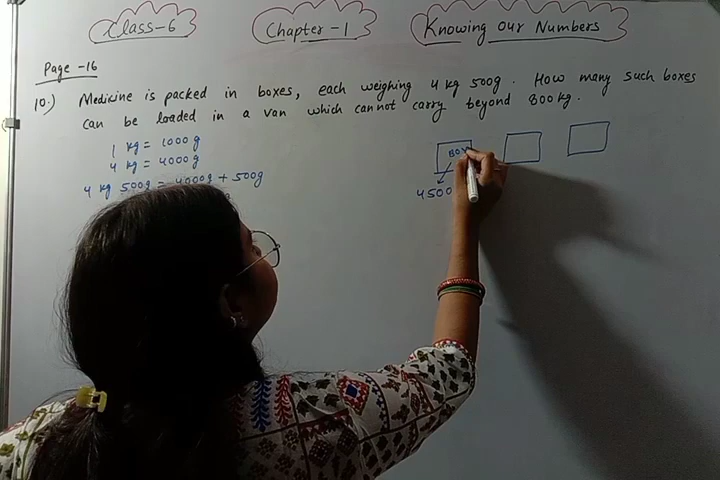 Class-6 Chapter-1 Knowing Our Numbers
Page -16
10.) Medicine is packed in boxes, each weighing 4 kg 500g. How many such boxes
can be loaded in a van which cannot carry beyond 800 kg.
1 kg = 1000 g
4 kg = 4000 g
4 kg 500g = 4000g + 500g
BOX
4500